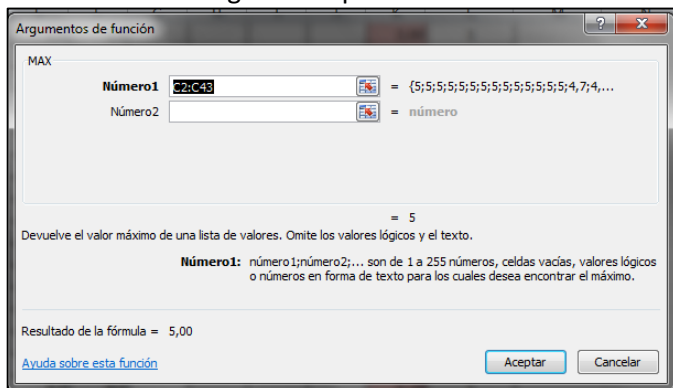 Argumentos de función
MAX
Número1 C2:C43 = {5;5;5;5;5;5;5;5;5;5;5;5;5;5;4,7;4,...
Número2 = número
= 5
Devuelve el valor máximo de una lista de valores. Omite los valores lógicos y el texto.
Número1: número1;número2;... son de 1 a 255 números, celdas vacías, valores lógicos
o números en forma de texto para los cuales desea encontrar el máximo.
Resultado de la fórmula = 5,00
Ayuda sobre esta función
Aceptar
Cancelar